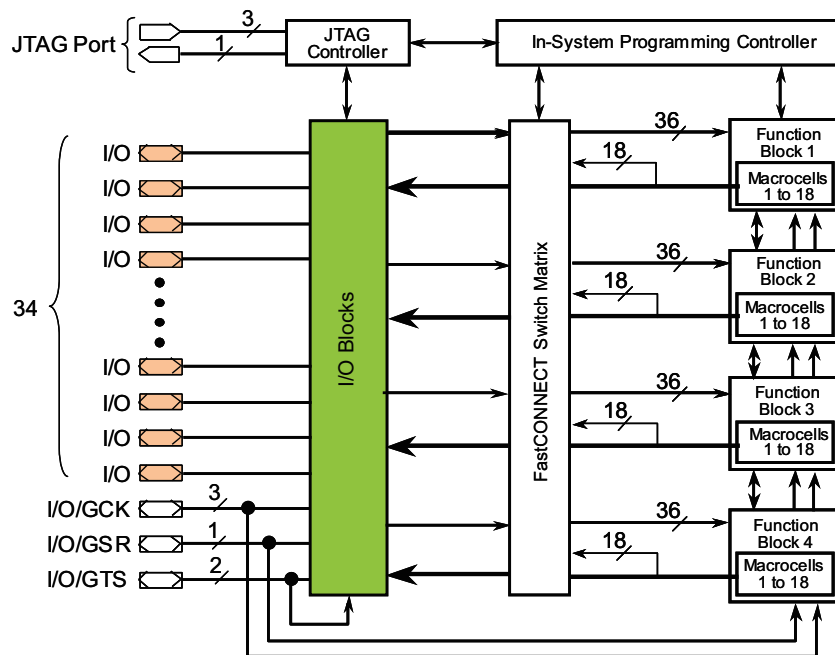 JTAG Port
3
1
JTAG
Controller
In-System Programming Controller
34
I/O
I/O
I/O
I/O
I/O
I/O
I/O
I/O
I/O/GCK
3
I/O/GSR
1
I/O/GTS
2
I/O Blocks
FastCONNECT Switch Matrix
36
18
Function
Block 1
Macrocells
1 to 18
36
18
Function
Block 2
Macrocells
1 to 18
36
18
Function
Block 3
Macrocells
1 to 18
36
18
Function
Block 4
Macrocells
1 to 18